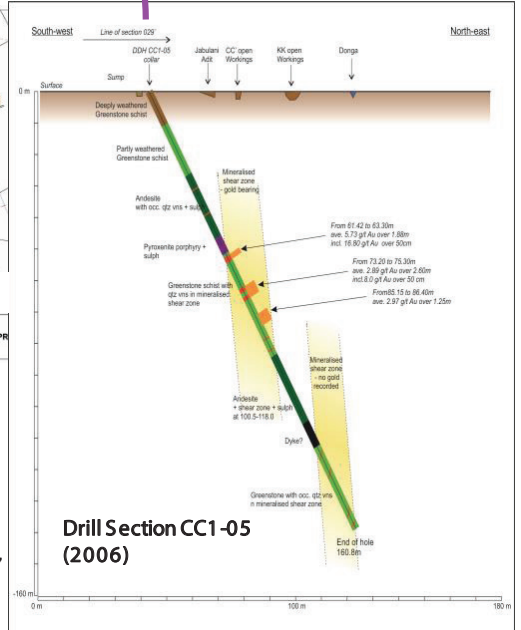 South-west
Line of section 029°
North-east
DDH CC1-05
collar
Jabulani
Adit
CC' open
Workings
KK open
Workings
Donga
Sump
Surface
0 m
Deeply weathered
Greenstone schist
Partly weathered
Greenstone schist
Mineralised
shear zone
- gold bearing
Andesite
with occ. qtz vns + sulp
From 61.42 to 63.30m
ave. 5.73 g/t Au over 1.88m
incl. 16.80 g/t Au over 50cm
Pyroxenite porphyry +
sulph
From 73.20 to 75.30m
ave. 2.89 g/t Au over 2.60m
incl.8.0 g/t Au over 50 cm
Greenstone schist with
qtz vns in mineralised
shear zone
From85.15 to 86.40m
ave. 2.97 g/t Au over 1.25m
PR
Mineralised
shear zone
- no gold
recorded
Andesite
+ shear zone + sulph
at 100.5-118.0
Dyke?
Greenstone with occ. qtz vns
n mineralised shear zone
Drill Section CC1-05
(2006)
End of hole
160.8m
-160 m
0 m
100 m
180 m